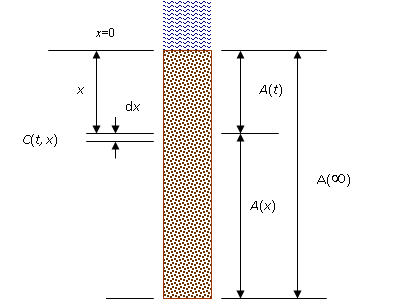 x=0
x
dx
A(t)
C(t, x)
A(∞)
A(x)